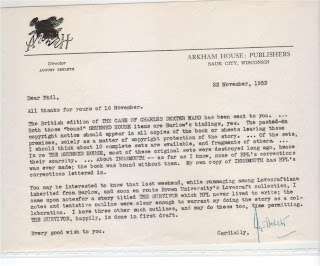 ARKHAM HOUSE: PUBLISHERS
SAUK CITY, WISCONSIN
Director
AUGUST DERLETH
22 November, 1953
Dear Phil,
All thanks for yours of 16 November.
The British edition of THE CASE OF CHARLES DEXTER WARD has been sent to you. ...
Both those "bound" SHUNNED HOUSE items are Barlow's bindings, yes. The pasted-on
copyright notice should appear in all copies of the book or sheets leaving these
premises, solely as a matter of copyright protection of the story. ... Of the sets,
I think about 10 complete sets are available, and fragments of others. ...
In re THE SHUNNED HOUSE, most of these original sets were destroyed long ago, hence
their scarcity. ... About INNSMOUTH -- as far as I know, none of HPL's corrections
was ever made: the book was bound without them. My own copy of INNSMOUTH has HPL's
corrections lettered in.
You may be interested to know that last weekend, while rummaging among Lovecraftiana
inherited from Barlow, and soon en route Brown University's Lovecraft collection, I
came upon notes for a story titled THE SURVIVOR which HPL never lived to write; the
notes and tentative outline were clear enough to warrant my doing the story as a col-
laboration. I have three other such outlines, and may do these too, time permitting.
THE SURVIVOR, happily, is done in first draft.
Every good wish to you.
Cordially,